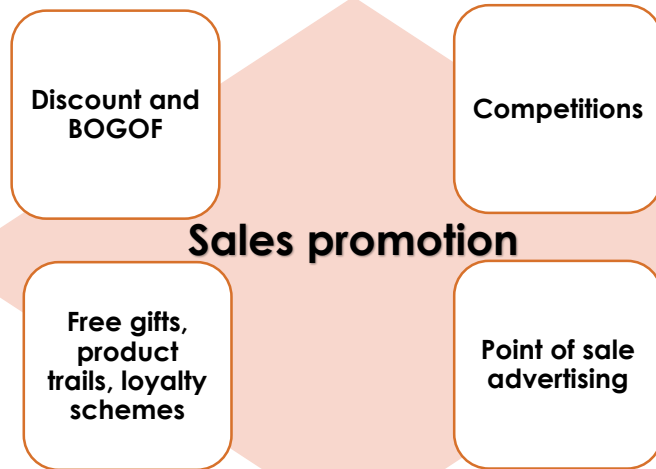 Discount and
BOGOF
Competitions
Sales promotion
Free gifts,
product
trails, loyalty
schemes
Point of sale
advertising